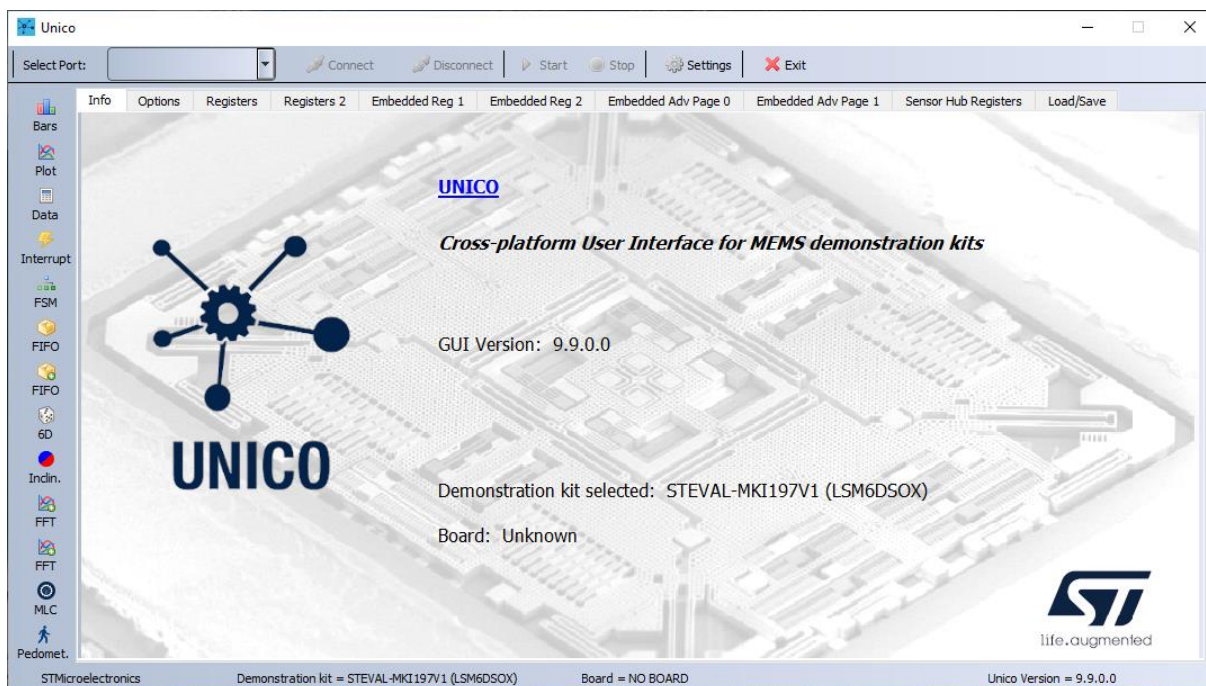 Unico
Select Port: Connect Disconnect Start Stop Settings Exit
Info Options Registers Registers 2 Embedded Reg 1 Embedded Reg 2 Embedded Adv Page 0 Embedded Adv Page 1 Sensor Hub Registers Load/Save
Bars
Plot
Data
Interrupt
FSM
FIFO
FIFO
6D
Inclin.
FFT
FFT
MLC
Pedomet.
UNICO
UNICO
Cross-platform User Interface for MEMS demonstration kits
GUI Version: 9.9.0.0
Demonstration kit selected: STEVAL-MKI197V1 (LSM6DSOX)
Board: Unknown
ST
life.augmented
STMicroelectronics Demonstration kit = STEVAL-MKI197V1 (LSM6DSOX) Board = NO BOARD Unico Version = 9.9.0.0